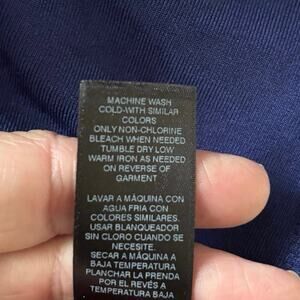 MACHINE WASH
COLD-WITH SIMILAR
COLORS
ONLY NON-CHLORINE
BLEACH WHEN NEEDED
TUMBLE DRY LOW
WARM IRON AS NEEDED
ON REVERSE OF
GARMENT
LAVAR A MÁQUINA CON
AGUA FRIA CON
COLORES SIMILARES.
USAR BLANQUEADOR
SIN CLORO CUANDO SE
NECESITE.
SECAR A MÁQUINA A
BAJA TEMPERATURA
PLANCHAR LA PRENDA
POR EL REVÉS A
TEMPERATURA BAJA